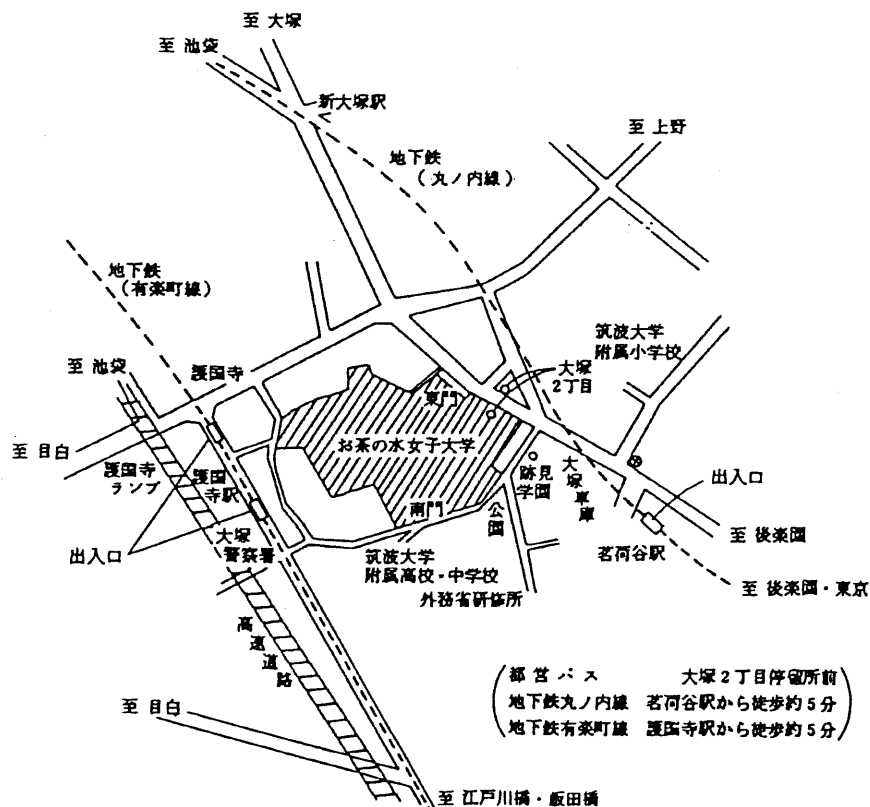 至 大塚
至 池袋
新大塚駅
至 上野
地下鉄
(丸ノ内線)
地下鉄
(有楽町線)
筑波大学
附属小学校
至 池袋
護国寺
大塚
2丁目
東門
至 目白
お茶の水女子大学
護国寺
ランプ
護国
寺駅
跡見
学園
大塚車庫
出入口
南門
公園
出入口
大塚
警察署
筑波大学
附属高校・中学校
外務省研修所
茗荷谷駅
至 後楽園
至 後楽園・東京
高速道路
都営バス 大塚2丁目停留所前
地下鉄丸ノ内線 茗荷谷駅から徒歩約5分
地下鉄有楽町線 護国寺駅から徒歩約5分
至 目白
至 江戸川橋・飯田橋